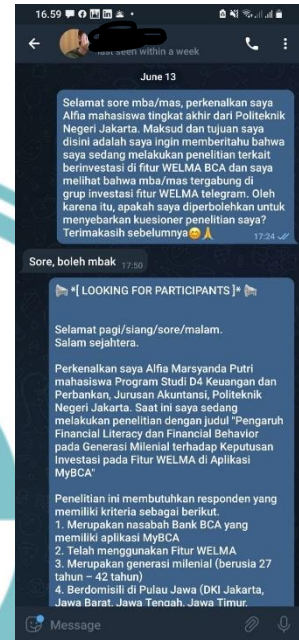 16.59
last seen within a week
June 13
Selamat sore mba/mas, perkenalkan saya
Alfia mahasiswa tingkat akhir dari Politeknik
Negeri Jakarta. Maksud dan tujuan saya
disini adalah saya ingin memberitahu bahwa
saya sedang melakukan penelitian terkait
berinvestasi di fitur WELMA BCA dan saya
melihat bahwa mba/mas tergabung di
grup investasi fitur WELMA telegram. Oleh
karena itu, apakah saya diperbolehkan untuk
menyebarkan kuesioner penelitian saya?
Terimakasih sebelumnya😊🙏 17:24
Sore, boleh mbak 17:50
*[ LOOKING FOR PARTICIPANTS ]*
Selamat pagi/siang/sore/malam.
Salam sejahtera.
Perkenalkan saya Alfia Marsyanda Putri
mahasiswa Program Studi D4 Keuangan dan
Perbankan, Jurusan Akuntansi, Politeknik
Negeri Jakarta. Saat ini saya sedang
melakukan penelitian dengan judul "Pengaruh
Financial Literacy dan Financial Behavior
pada Generasi Milenial terhadap Keputusan
Investasi pada Fitur WELMA di Aplikasi
MyBCA"
Penelitian ini membutuhkan responden yang
memiliki kriteria sebagai berikut.
1. Merupakan nasabah Bank BCA yang
memiliki aplikasi MyBCA
2. Telah menggunakan Fitur WELMA
3. Merupakan generasi milenial (berusia 27
tahun – 42 tahun)
4. Berdomisili di Pulau Jawa (DKI Jakarta,
Jawa Barat, Jawa Tengah, Jawa Timur,
Message